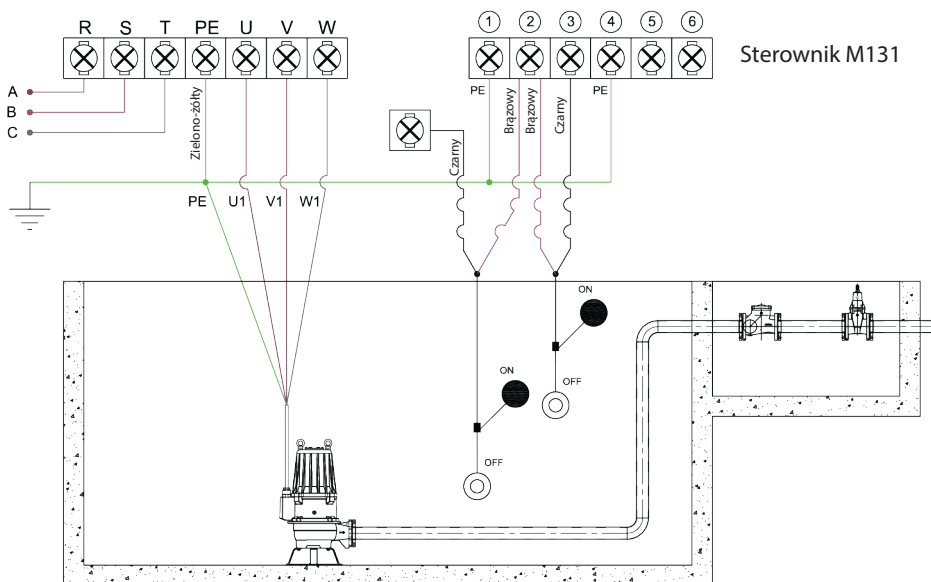 R S T PE U V W
1 2 3 4 5 6
Sterownik M131
A
B
C
Zielono-żółty
PE
Brązowy
Brązowy
Czarny
PE
Czarny
PE U1 V1 W1
ON
OFF
ON
OFF